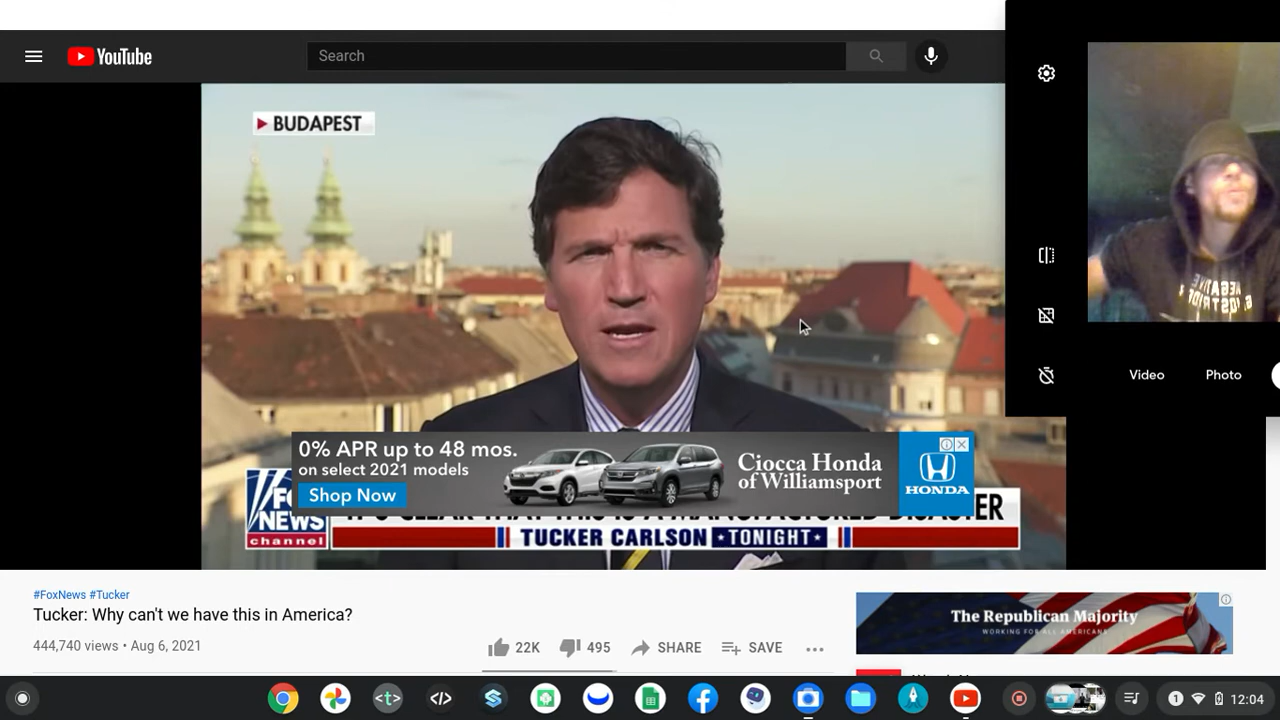 YouTube
Search
BUDAPEST
0% APR up to 48 mos.
on select 2021 models
Shop Now
Ciocca Honda
of Williamsport
HONDA
NEWS
channel
TUCKER CARLSON TONIGHT
Video
Photo
#FoxNews #Tucker
Tucker: Why can't we have this in America?
444,740 views • Aug 6, 2021
22K
495
SHARE
SAVE
The Republican Majority
WORKING FOR ALL AMERICANS
<t>
</>
1
12:04